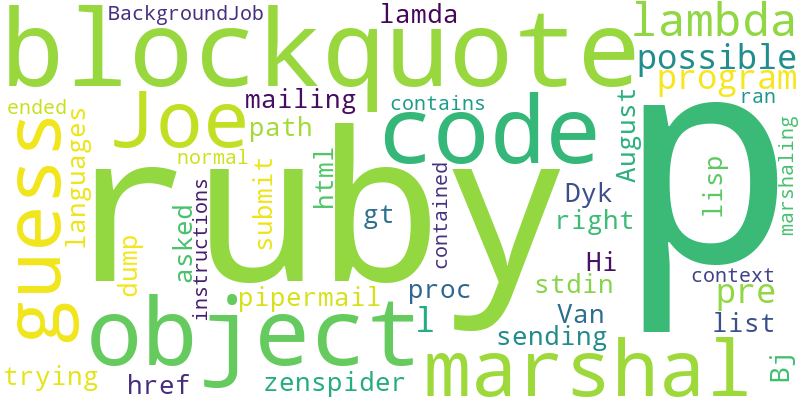 BackgroundJob
lamda
lambda
blockquote
possible
program
ended
mailing
contains
ran
Joe
path
code
p
guess
languages
normal
ruby
submit
html
August
lisp
marshaling
Dyk
right
gt
asked
instructions
contained
dump
Hi
context
pipermail
proc
stdin
pre
object
l
Van
list
sending
trying
href
zenspider
marshal
Bj